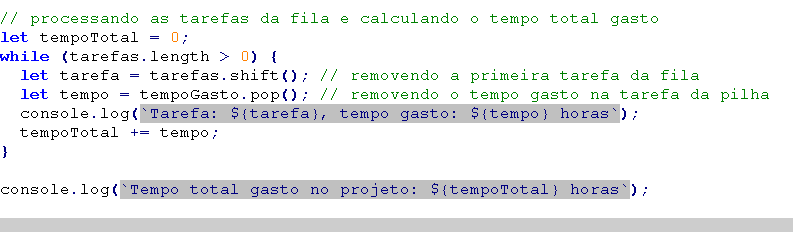 // processando as tarefas da fila e calculando o tempo total gasto
let tempoTotal = 0;
while (tarefas.length > 0) {
  let tarefa = tarefas.shift(); // removendo a primeira tarefa da fila
  let tempo = tempoGasto.pop(); // removendo o tempo gasto na tarefa da pilha
  console.log(`Tarefa: ${tarefa}, tempo gasto: ${tempo} horas`);
  tempoTotal += tempo;
}
console.log(`Tempo total gasto no projeto: ${tempoTotal} horas`);